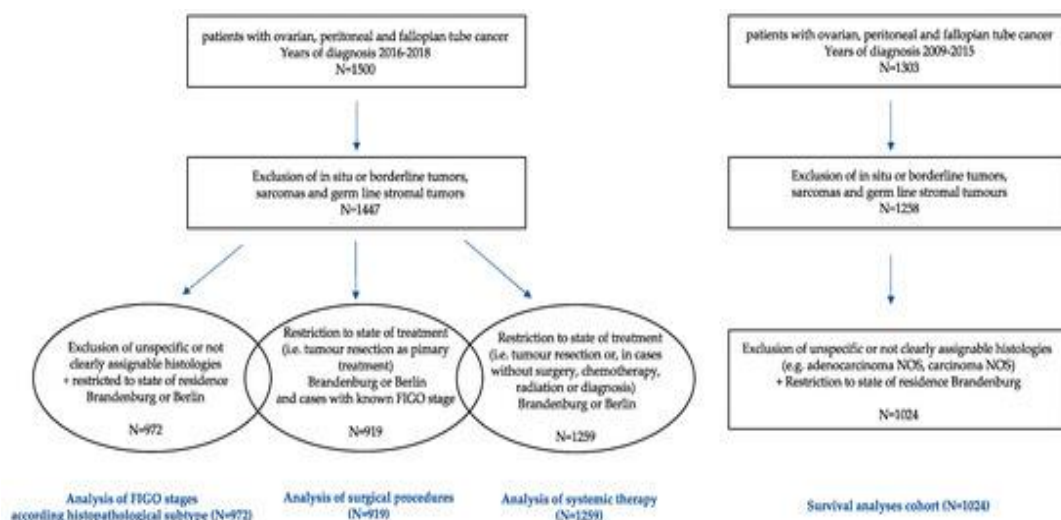 patients with ovarian, peritoneal and fallopian tube cancer
Years of diagnosis 2016-2018
N=1500
Exclusion of in situ or borderline tumors,
sarcomas and germ line stromal tumors
N=1447
Exclusion of unspecific or not
clearly assignable histologies
+ restricted to state of residence
Brandenburg or Berlin
N=972
Restriction to state of treatment
(i.e. tumour resection as pimary
treatment)
Brandenburg or Berlin
and cases with known FIGO stage
N=919
Restriction to state of treatment
(i.e. tumour resection or, in cases
without surgery, chemotherapy,
radiation or diagnosis)
Brandenburg or Berlin
N=1259
Analysis of FIGO stages
according histopathological subtype (N=972)
Analysis of surgical procedures
(N=919)
Analysis of systemic therapy
(N=1259)
patients with ovarian, peritoneal and fallopian tube cancer
Years of diagnosis 2009-2015
N=1303
Exclusion of in situ or borderline tumors,
sarcomas and germ line stromal tumours
N=1258
Exclusion of unspecific or not clearly assignable histologies
(e.g. adenocarcinoma NOS, carcinoma NOS)
+ Restriction to state of residence Brandenburg
N=1024
Survival analyses cohort (N=1024)